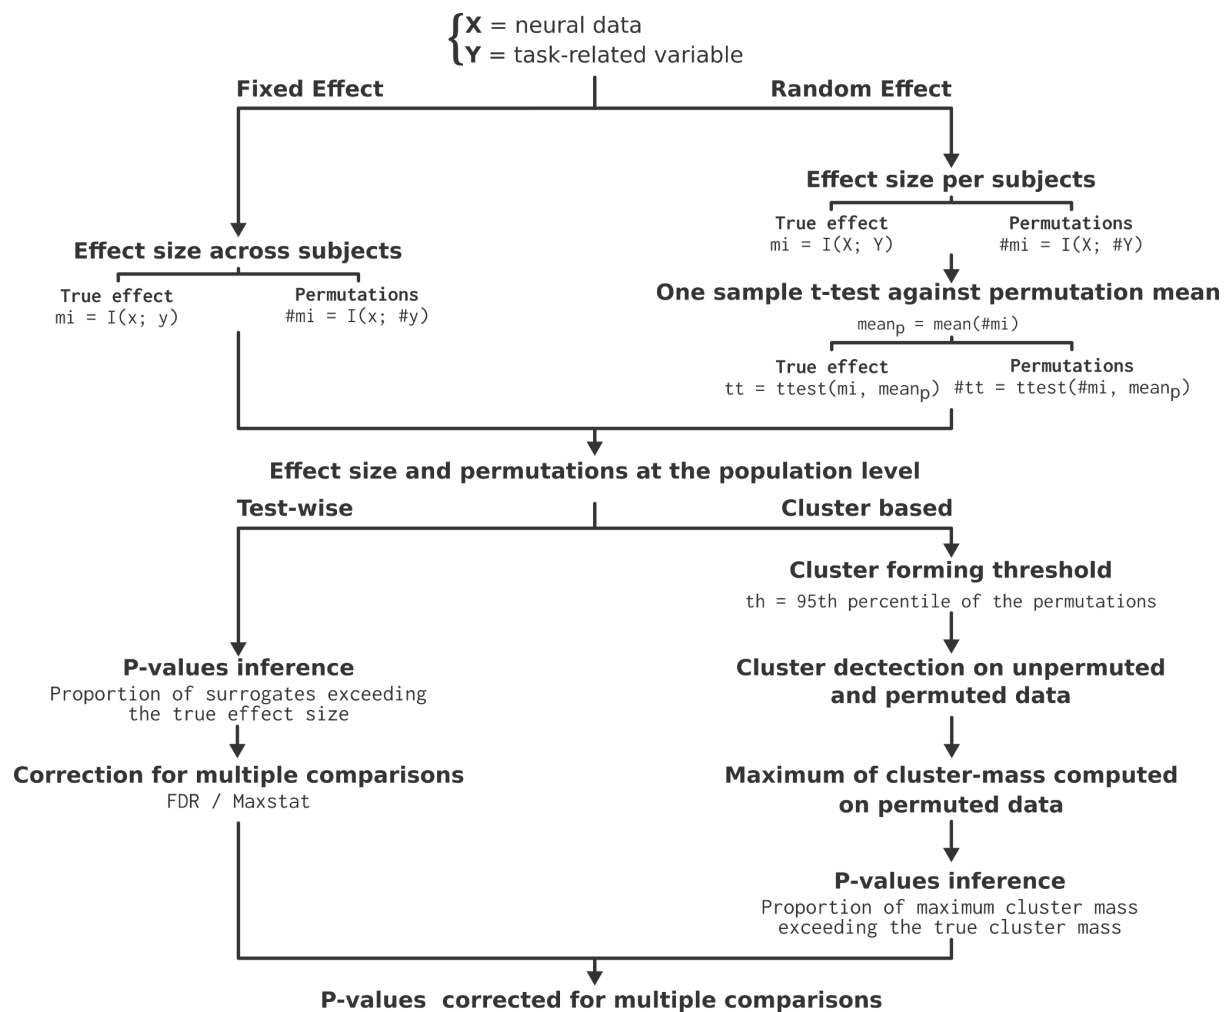 X = neural data
Y = task-related variable
Fixed Effect
Random Effect
Effect size per subjects
True effect
mi = I(X; Y)
Permutations
#mi = I(X; #Y)
Effect size across subjects
True effect
mi = I(x; y)
Permutations
#mi = I(x; #y)
One sample t-test against permutation mean
meanp = mean(#mi)
True effect
tt = ttest(mi, meanp)
Permutations
#tt = ttest(#mi, meanp)
Effect size and permutations at the population level
Test-wise
Cluster based
Cluster forming threshold
th = 95th percentile of the permutations
P-values inference
Proportion of surrogates exceeding
the true effect size
Cluster dectection on unpermuted
and permuted data
Correction for multiple comparisons
FDR / Maxstat
Maximum of cluster-mass computed
on permuted data
P-values inference
Proportion of maximum cluster mass
exceeding the true cluster mass
P-values corrected for multiple comparisons